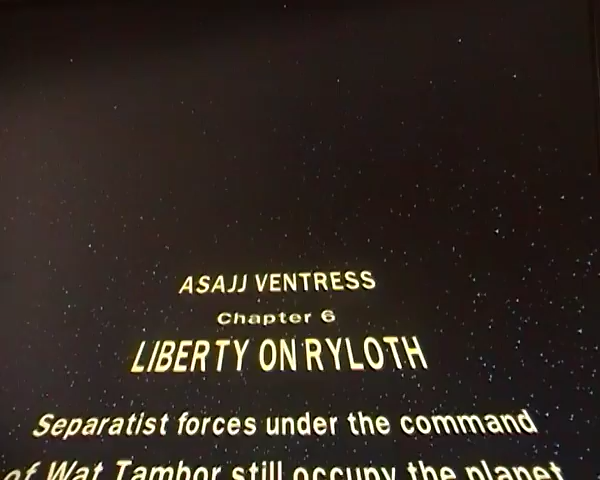 ASAJJ VENTRESS
Chapter 6
LIBERTY ON RYLOTH
Separatist forces under the command
of Wat Tambor still occupy the planet